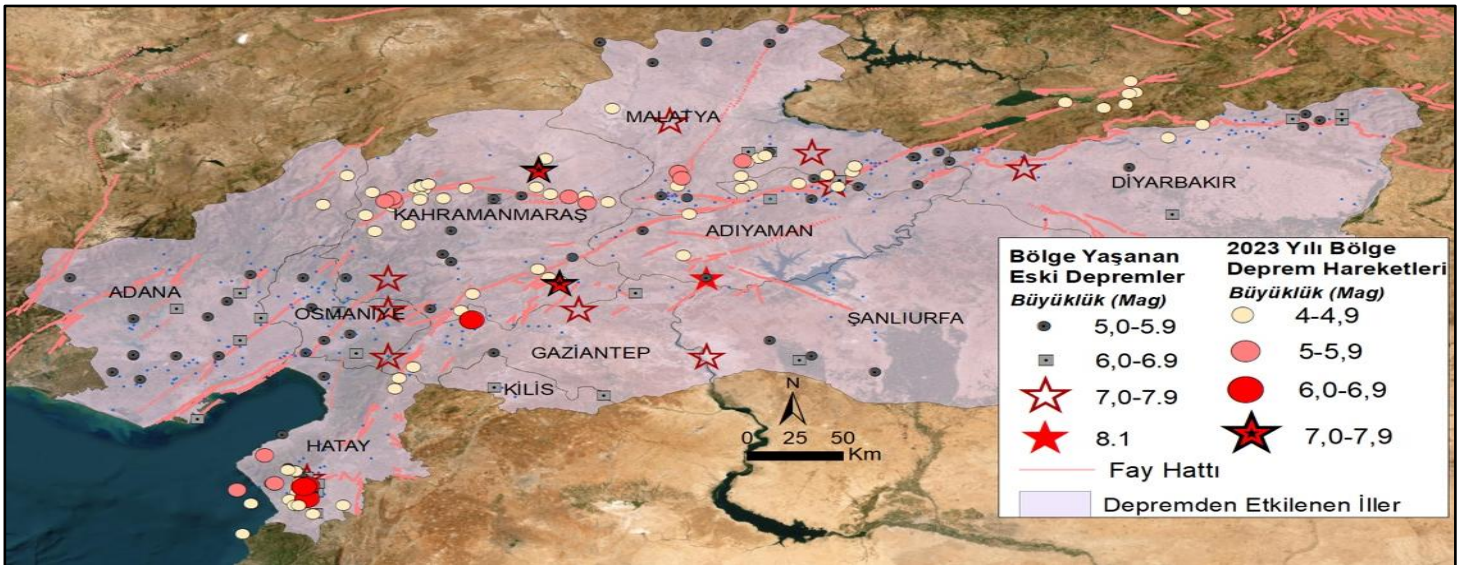 MALATYA
DİYARBAKIR
KAHRAMANMARAŞ
ADIYAMAN
ADANA
OSMANİYE
ŞANLIURFA
GAZİANTEP
KİLİS
HATAY
N
0 25 50
Km
Bölge Yaşanan
Eski Depremler
Büyüklük (Mag)
5,0-5.9
6,0-6.9
7,0-7.9
8.1
Fay Hattı
Depremden Etkilenen İller
2023 Yılı Bölge
Deprem Hareketleri
Büyüklük (Mag)
4-4,9
5-5,9
6,0-6,9
7,0-7,9